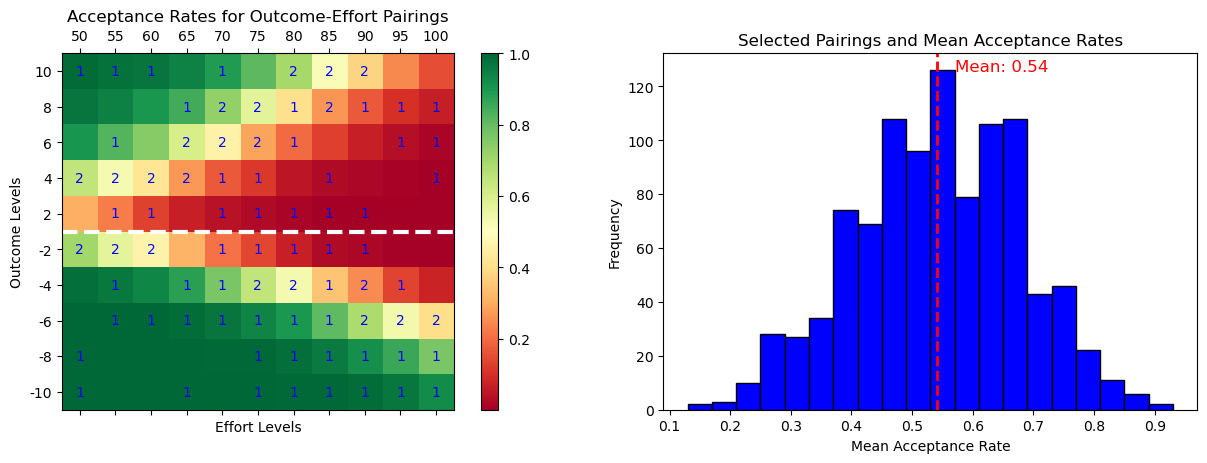 Acceptance Rates for Outcome-Effort Pairings
50 55 60 65 70 75 80 85 90 95 100
10 1 1 1 1 2 2 2
8 1 2 2 1 2 1 1 1
6 1 2 2 2 1 1 1
4 2 2 2 2 1 1 1 1
2 1 1 1 1 1 1 1
-2 2 2 2 1 1 1 1 1
-4 1 1 1 2 2 1 2 1
-6 1 1 1 1 1 1 1 2 2 2
-8 1 1 1 1 1 1 1
-10 1 1 1 1 1 1 1 1
Outcome Levels
Effort Levels
1.0
0.8
0.6
0.4
0.2
Selected Pairings and Mean Acceptance Rates
Mean: 0.54
120
100
80
60
40
20
0
Frequency
0.1 0.2 0.3 0.4 0.5 0.6 0.7 0.8 0.9
Mean Acceptance Rate